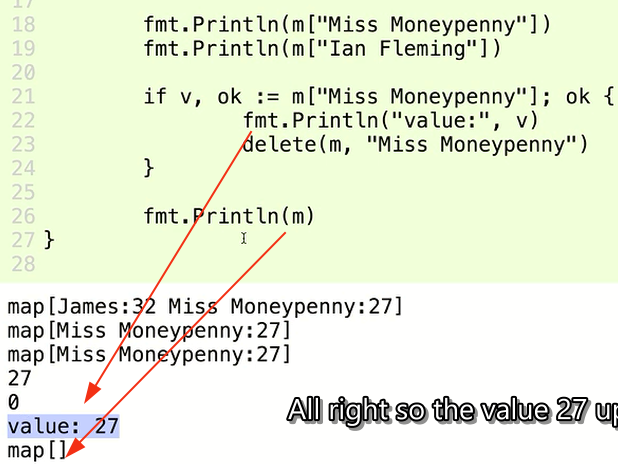 17
18 fmt.Println(m["Miss Moneypenny"])
19 fmt.Println(m["Ian Fleming"])
20
21 if v, ok := m["Miss Moneypenny"]; ok {
22 fmt.Println("value:", v)
23 delete(m, "Miss Moneypenny")
24 }
25
26 fmt.Println(m)
27 }
28
map[James:32 Miss Moneypenny:27]
map[Miss Moneypenny:27]
map[Miss Moneypenny:27]
27
0
value: 27
map[]
All right so the value 27 up